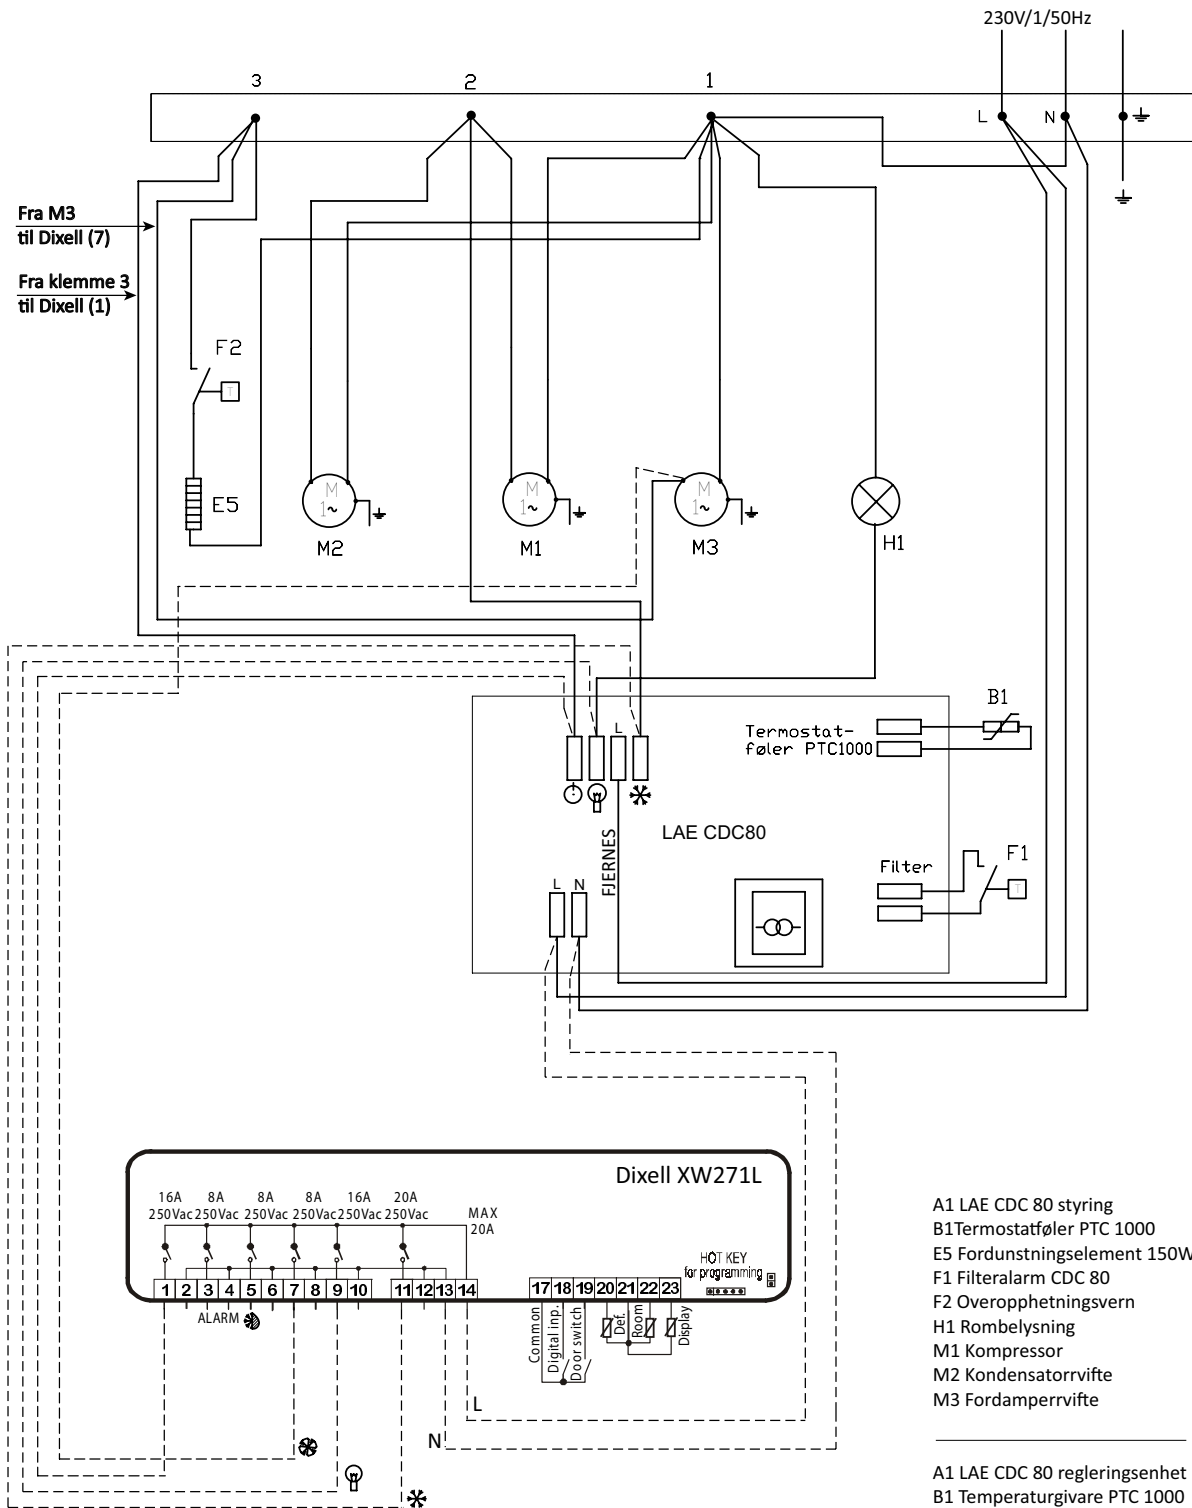 230V/1/50Hz
3
2
1
L
N
Fra M3
til Dixell (7)
Fra klemme 3
til Dixell (1)
F2
T
E5
M
1~
M2
M
1~
M1
M
1~
M3
H1
B1
Termostat-
føler PTC1000
L
LAE CDC80
FJERNES
Filter
F1
T
L
N
Dixell XW271L
16A
8A
8A
8A
16A
20A
250Vac
250Vac
250Vac
250Vac
250Vac
250Vac
MAX
20A
HOT KEY
for programming
1 2 3 4 5 6 7 8 9 10 11 12 13 14
17 18 19 20 21 22 23
ALARM
Common
Digital inp.
Door switch
Def.
Room
Display
L
N
A1 LAE CDC 80 styring
B1Termostatføler PTC 1000
E5 Fordunstningselement 150W
F1 Filteralarm CDC 80
F2 Overopphetningsvern
H1 Rombelysning
M1 Kompressor
M2 Kondensatorrvifte
M3 Fordamperrvifte
A1 LAE CDC 80 regleringsenhet
B1 Temperaturgivare PTC 1000